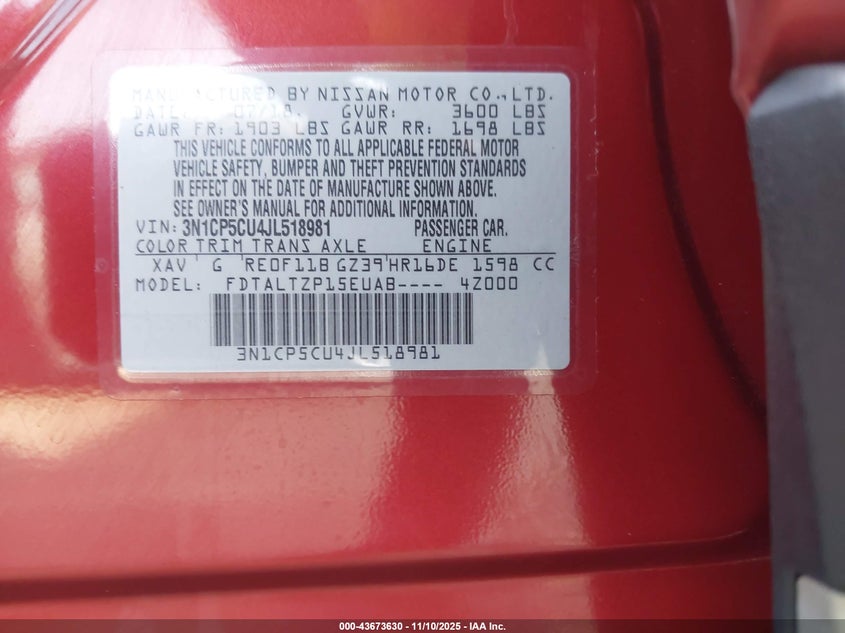 MANUFACTURED BY NISSAN MOTOR CO., LTD.
DATE: 07/18. GVWR: 3600 LBS
GAWR FR: 1903 LBS GAWR RR: 1698 LBS
THIS VEHICLE CONFORMS TO ALL APPLICABLE FEDERAL MOTOR
VEHICLE SAFETY, BUMPER AND THEFT PREVENTION STANDARDS
IN EFFECT ON THE DATE OF MANUFACTURE SHOWN ABOVE.
SEE OWNER'S MANUAL FOR ADDITIONAL INFORMATION.
VIN: 3N1CP5CU4JL518981 PASSENGER CAR.
COLOR TRIM TRANS AXLE ENGINE
XAV G RE0F11B GZ39 HR16DE 1598 CC
MODEL: FDTALTZP15EUAB---- 4Z000
3N1CP5CU4JL518981
000-43673630 - 11/10/2025 - IAA Inc.